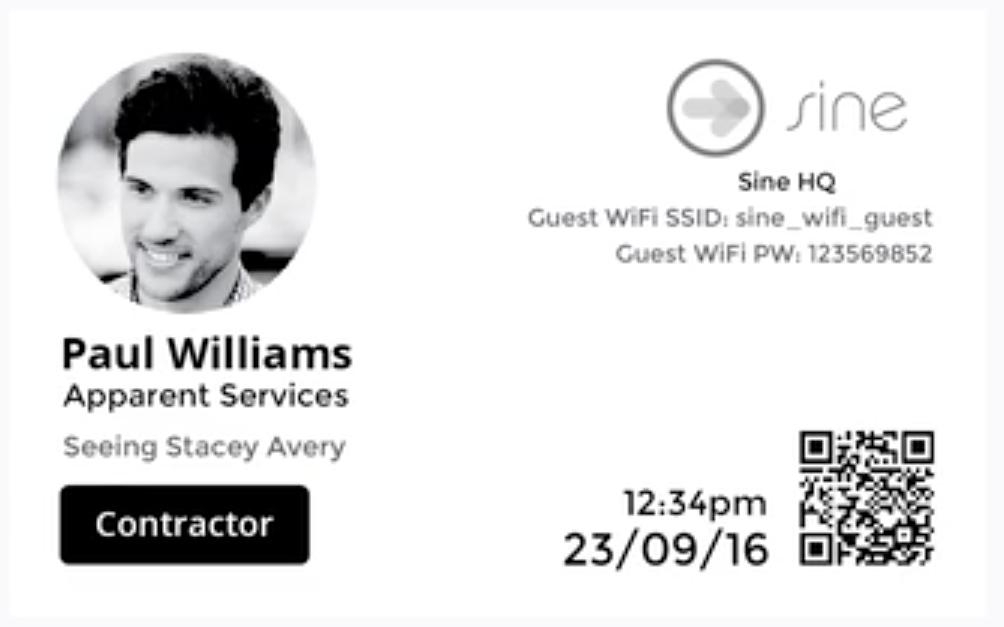 sine
Sine HQ
Guest WiFi SSID: sine_wifi_guest
Guest WiFi PW: 123569852
Paul Williams
Apparent Services
Seeing Stacey Avery
Contractor
12:34pm
23/09/16